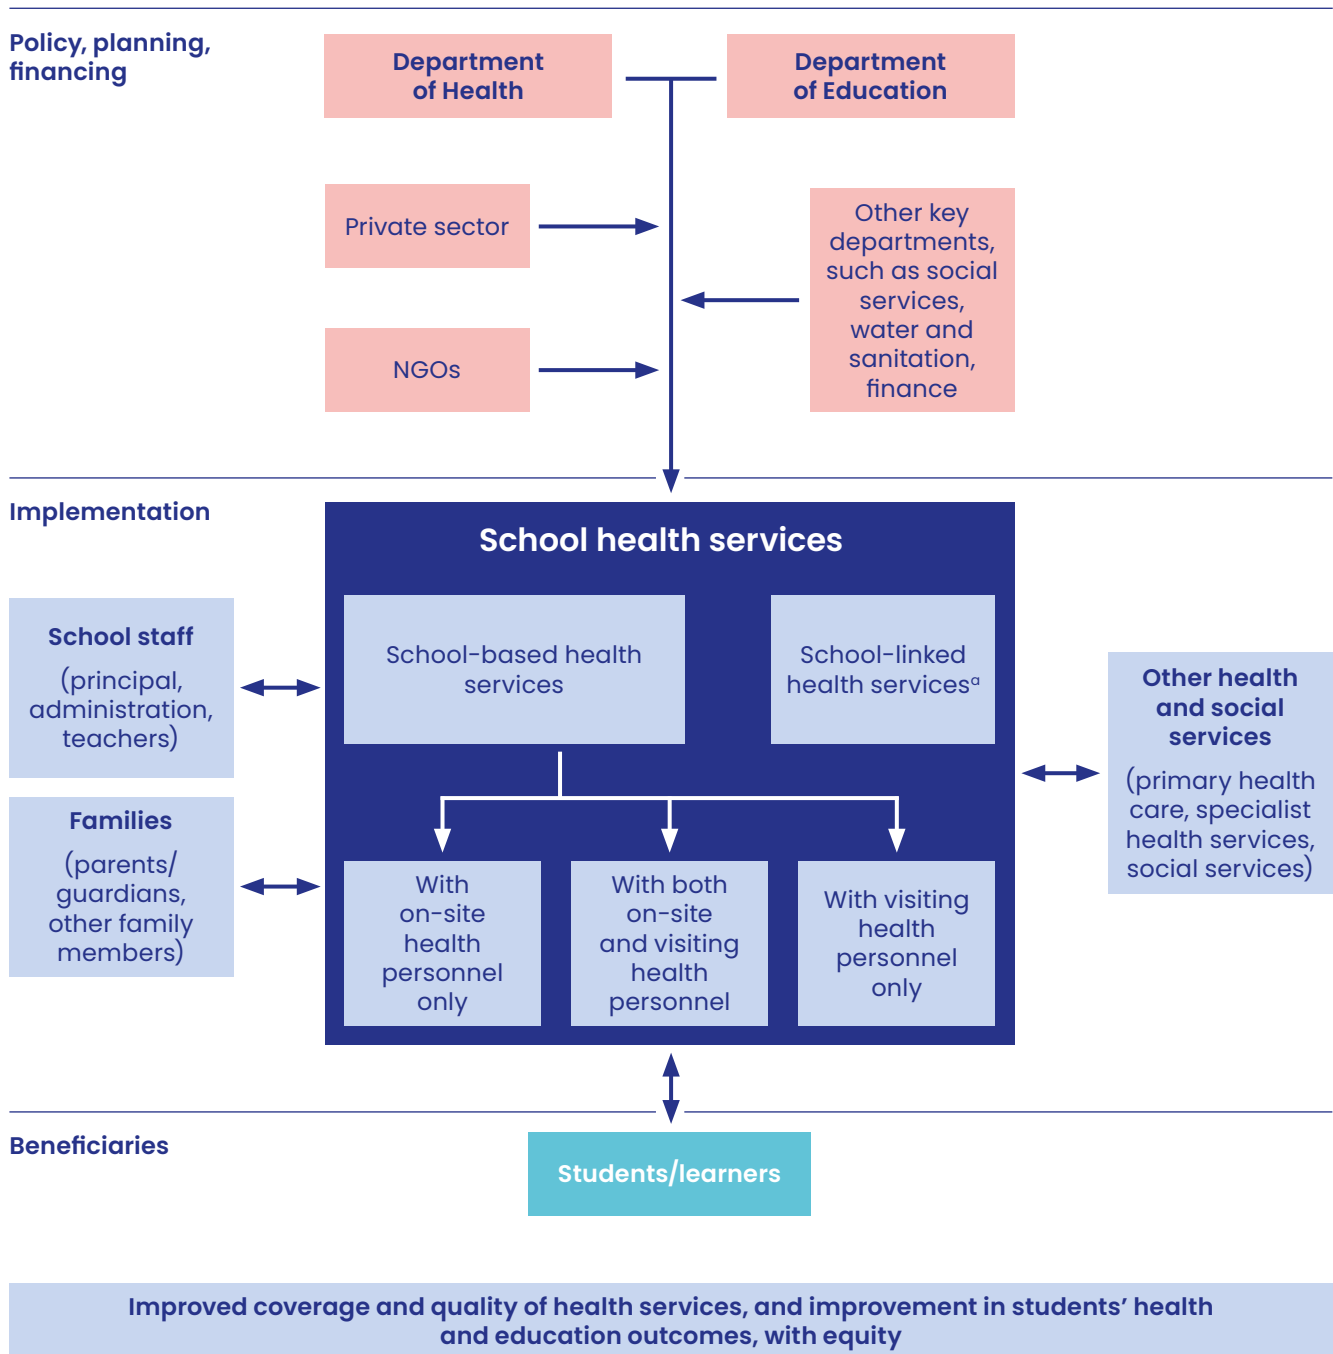 Policy, planning,
financing
Department
of Health
Department
of Education
Private sector
Other key
departments,
such as social
services,
water and
sanitation,
finance
NGOs
Implementation
School health services
School staff
(principal,
administration,
teachers)
School-based health
services
School-linked
health servicesᵃ
Other health
and social
services
(primary health
care, specialist
health services,
social services)
Families
(parents/
guardians,
other family
members)
With
on-site
health
personnel
only
With both
on-site
and visiting
health
personnel
With visiting
health
personnel
only
Beneficiaries
Students/learners
Improved coverage and quality of health services, and improvement in students’ health
and education outcomes, with equity